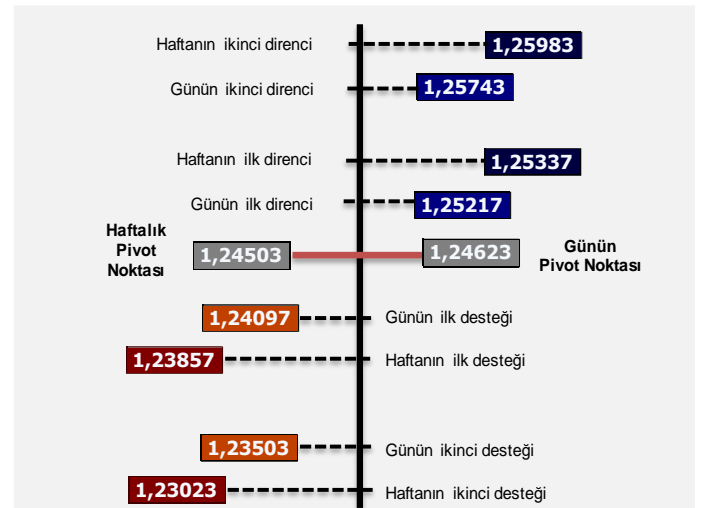 Haftanın ikinci direnci 1,25983
Günün ikinci direnci 1,25743
Haftanın ilk direnci 1,25337
Günün ilk direnci 1,25217
Haftalık
Pivot
Noktası
1,24503
1,24623
Günün
Pivot Noktası
1,24097 Günün ilk desteği
1,23857 Haftanın ilk desteği
1,23503 Günün ikinci desteği
1,23023 Haftanın ikinci desteği